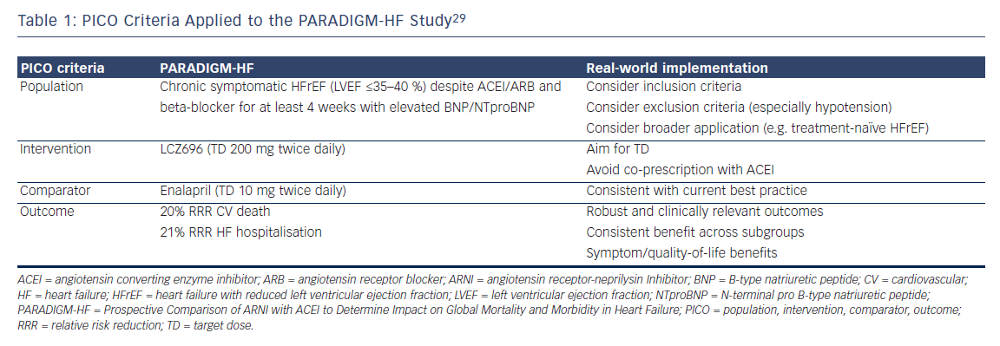 Table 1: PICO Criteria Applied to the PARADIGM-HF Study29
PICO criteria PARADIGM-HF Real-world implementation
Population Chronic symptomatic HFrEF (LVEF ≤35–40 %) despite ACEI/ARB and Consider inclusion criteria
beta-blocker for at least 4 weeks with elevated BNP/NTproBNP Consider exclusion criteria (especially hypotension)
Consider broader application (e.g. treatment-naïve HFrEF)
Intervention LCZ696 (TD 200 mg twice daily) Aim for TD
Avoid co-prescription with ACEI
Comparator Enalapril (TD 10 mg twice daily) Consistent with current best practice
Outcome 20% RRR CV death Robust and clinically relevant outcomes
21% RRR HF hospitalisation Consistent benefit across subgroups
Symptom/quality-of-life benefits
ACEI = angiotensin converting enzyme inhibitor; ARB = angiotensin receptor blocker; ARNI = angiotensin receptor-neprilysin Inhibitor; BNP = B-type natriuretic peptide; CV = cardiovascular;
HF = heart failure; HFrEF = heart failure with reduced left ventricular ejection fraction; LVEF = left ventricular ejection fraction; NTproBNP = N-terminal pro B-type natriuretic peptide;
PARADIGM-HF = Prospective Comparison of ARNI with ACEI to Determine Impact on Global Mortality and Morbidity in Heart Failure; PICO = population, intervention, comparator, outcome;
RRR = relative risk reduction; TD = target dose.